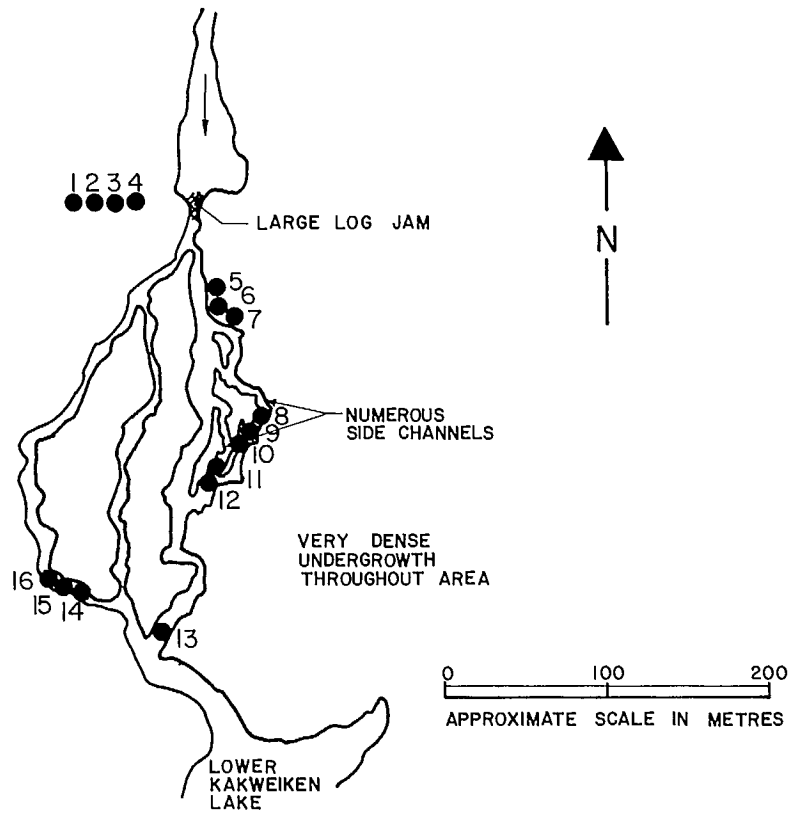 1 2 3 4
LARGE LOG JAM
N
5
6
7
8
9
10
11
12
NUMEROUS
SIDE CHANNELS
VERY DENSE
UNDERGROWTH
THROUGHOUT AREA
16
15
14
13
0 100 200
APPROXIMATE SCALE IN METRES
LOWER
KAKWEIKEN
LAKE